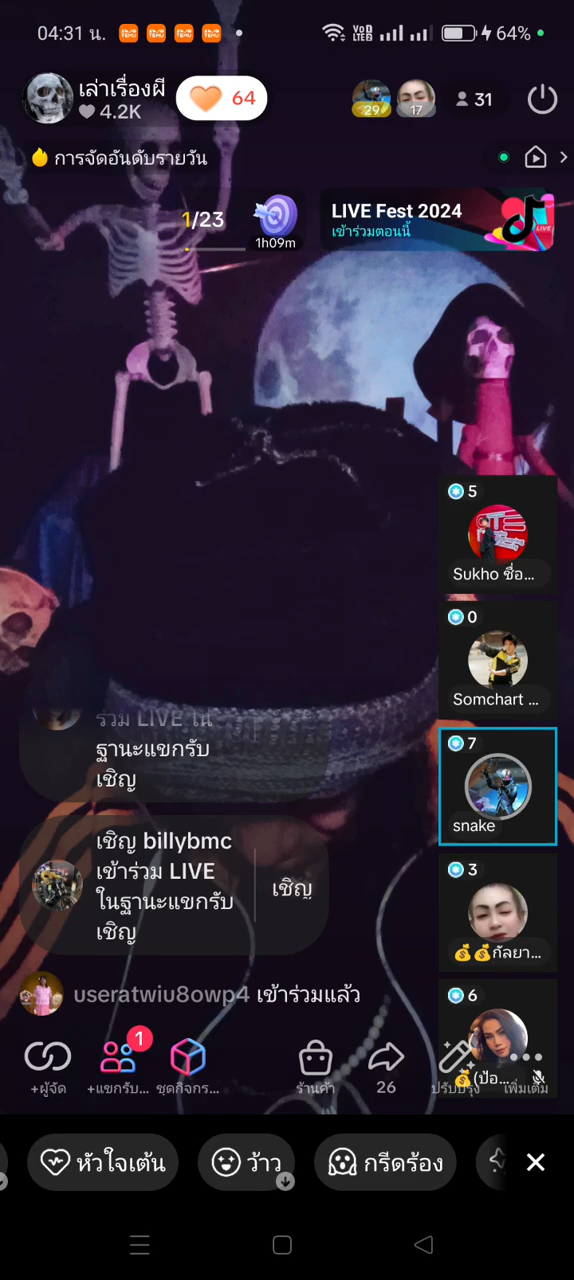 04:31 น.
VoD LTED
64%
เล่าเรื่องผี
4.2K
64
29
17
31
การจัดอันดับรายวัน
1/23
1h09m
LIVE Fest 2024
เข้าร่วมตอนนี้
LIVE
5
Sukho ชื่อ...
0
Somchart ...
7
snake
ร่วม LIVE ใน
ฐานะแขกรับ
เชิญ
เชิญ billybmc
เข้าร่วม LIVE
ในฐานะแขกรับ
เชิญ
เชิญ
3
💰💰กัลยา...
useratwiu8owp4 เข้าร่วมแล้ว
6
💰(ป้อ...
1
+ผู้จัด
+แขกรับ...
ชุดกิจกร...
ร้านค้า
26
ปรับปรุง
เพิ่มเติม
หัวใจเต้น
ว้าว
กรีดร้อง